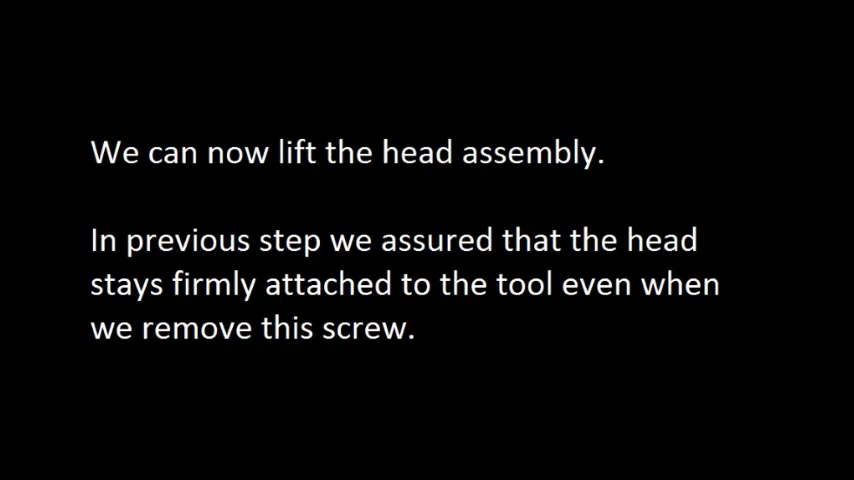 We can now lift the head assembly.
In previous step we assured that the head
stays firmly attached to the tool even when
we remove this screw.